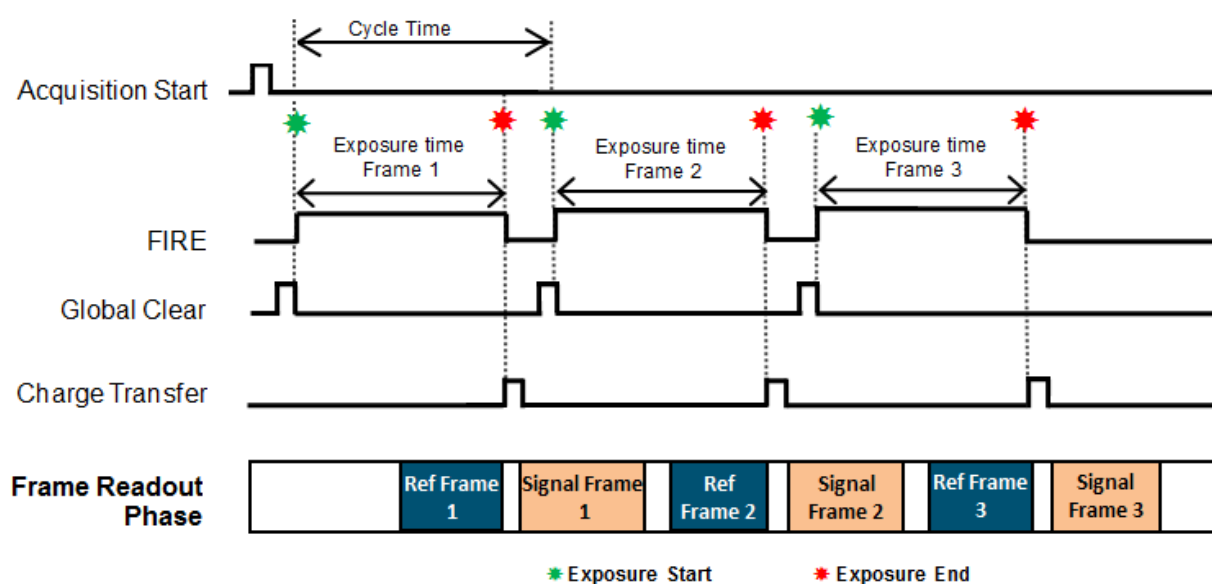 Cycle Time
Acquisition Start
Exposure time
Frame 1
Exposure time
Frame 2
Exposure time
Frame 3
FIRE
Global Clear
Charge Transfer
Frame Readout
Phase
Ref Frame
1
Signal Frame
1
Ref
Frame 2
Signal
Frame 2
Ref Frame
3
Signal
Frame 3
Exposure Start
Exposure End